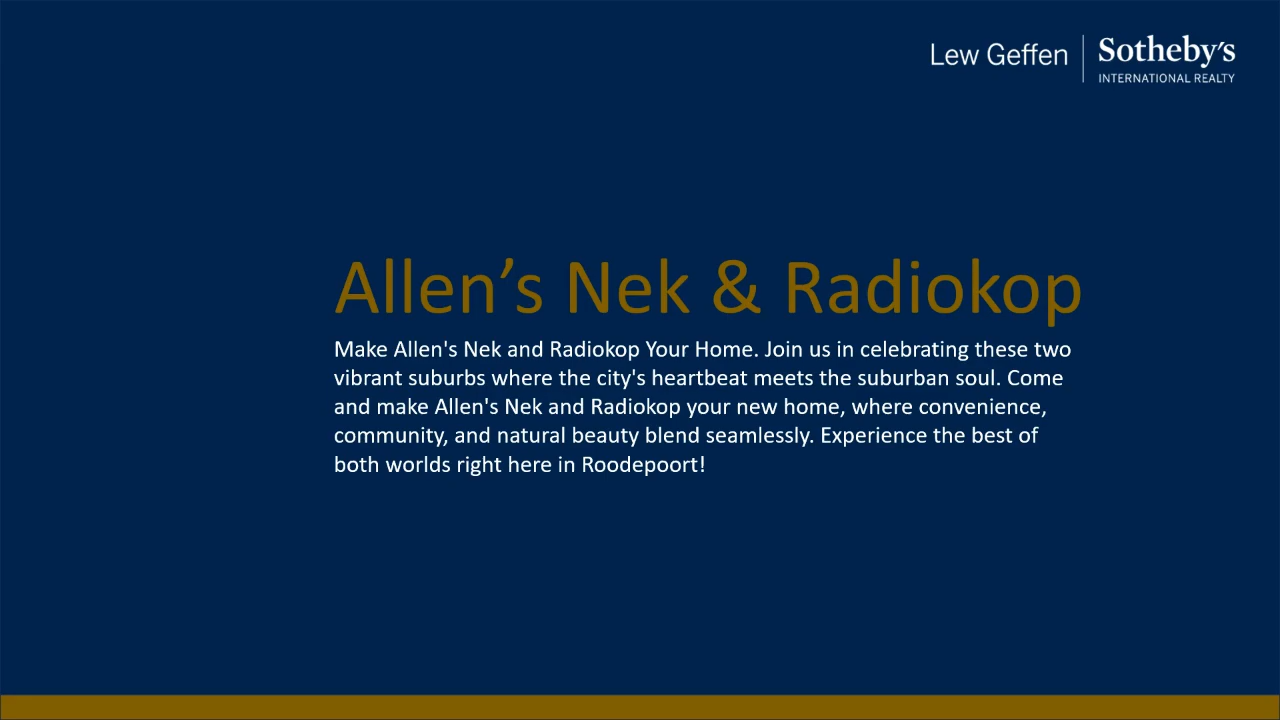 Lew Geffen
Sotheby's
INTERNATIONAL REALTY
Allen’s Nek & Radiokop
Make Allen's Nek and Radiokop Your Home. Join us in celebrating these two
vibrant suburbs where the city's heartbeat meets the suburban soul. Come
and make Allen's Nek and Radiokop your new home, where convenience,
community, and natural beauty blend seamlessly. Experience the best of
both worlds right here in Roodepoort!